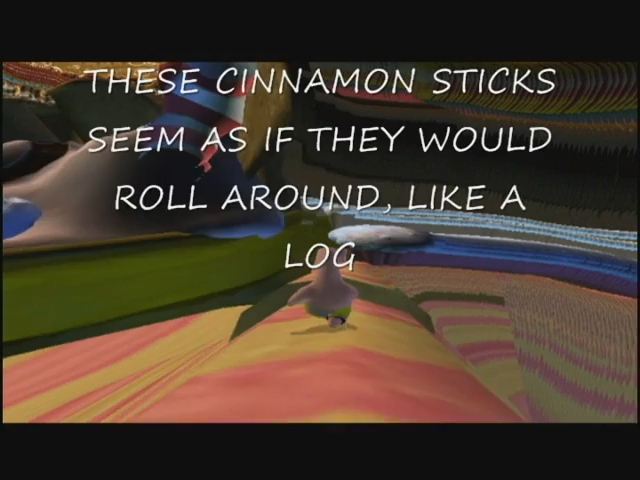 THESE CINNAMON STICKS
SEEM AS IF THEY WOULD
ROLL AROUND, LIKE A
LOG